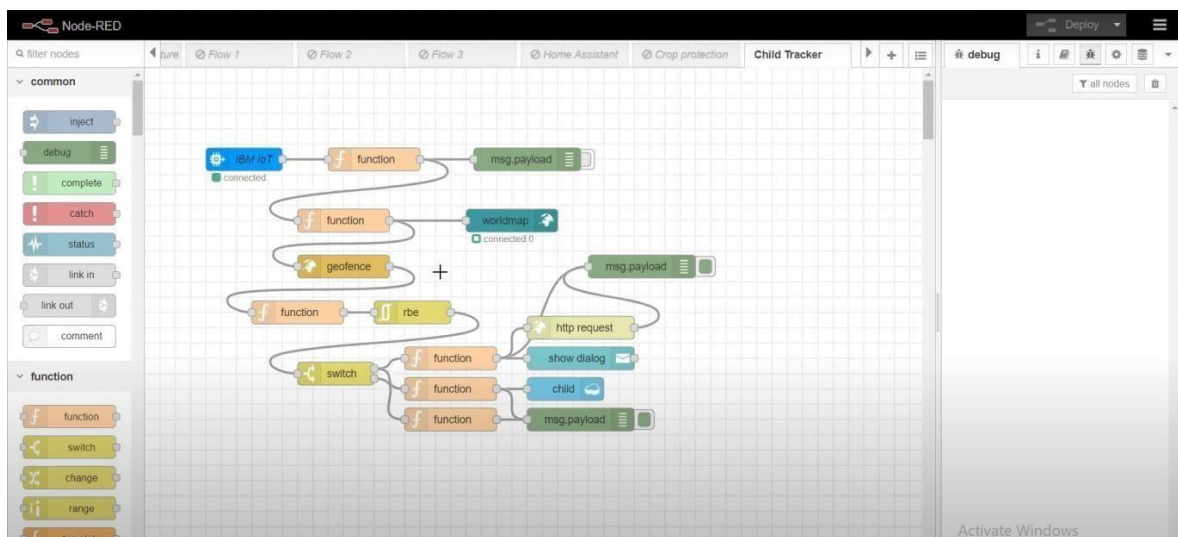 Node-RED
Deploy
filter nodes
ture
Flow 1
Flow 2
Flow 3
Home Assistant
Crop protection
Child Tracker
debug
i
all nodes
common
inject
debug
complete
catch
status
link in
link out
comment
function
function
switch
change
range
IBM IoT
connected
function
msg.payload
function
worldmap
connected 0
geofence
msg.payload
function
rbe
http request
switch
function
show dialog
function
child
function
msg.payload
Activate Windows